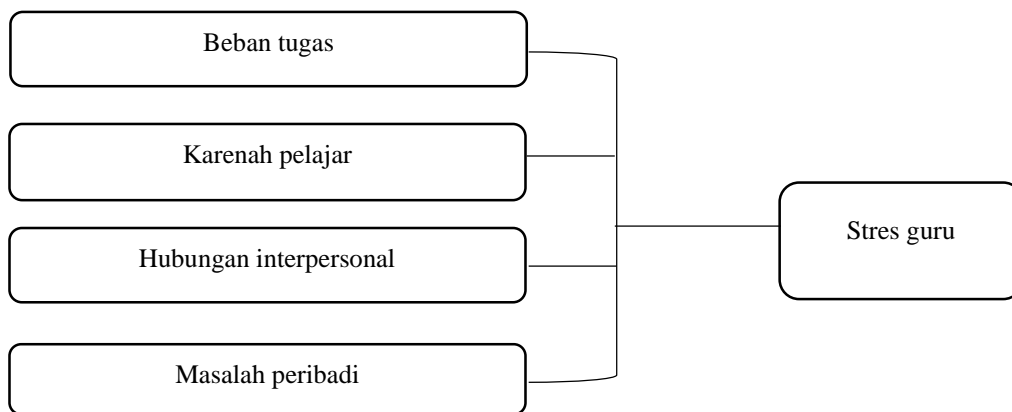 Beban tugas
Karenah pelajar
Hubungan interpersonal
Masalah peribadi
Stres guru